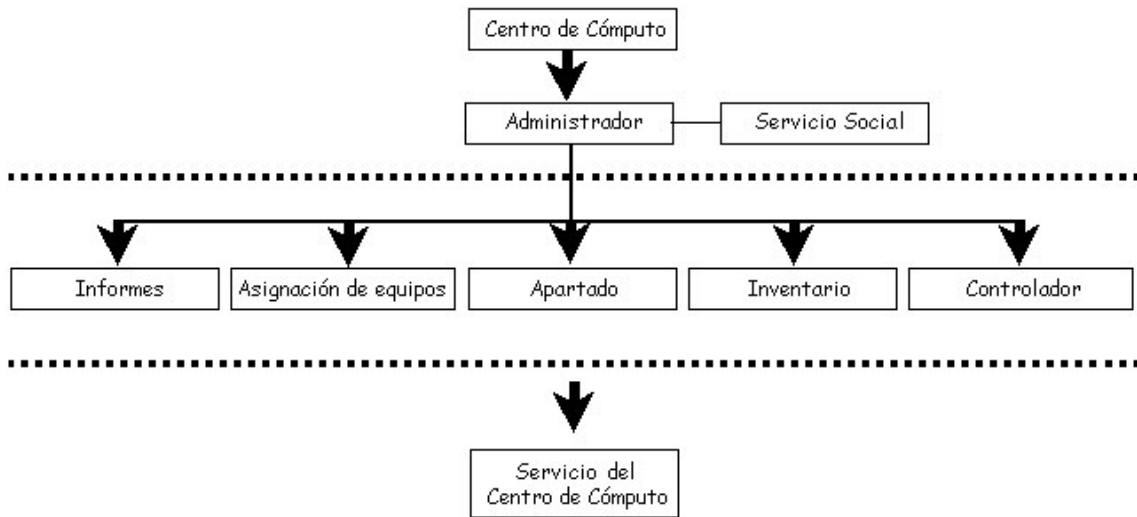 Centro de Cómputo
Administrador
Servicio Social
Informes
Asignación de equipos
Apartado
Inventario
Controlador
Servicio del
Centro de Cómputo